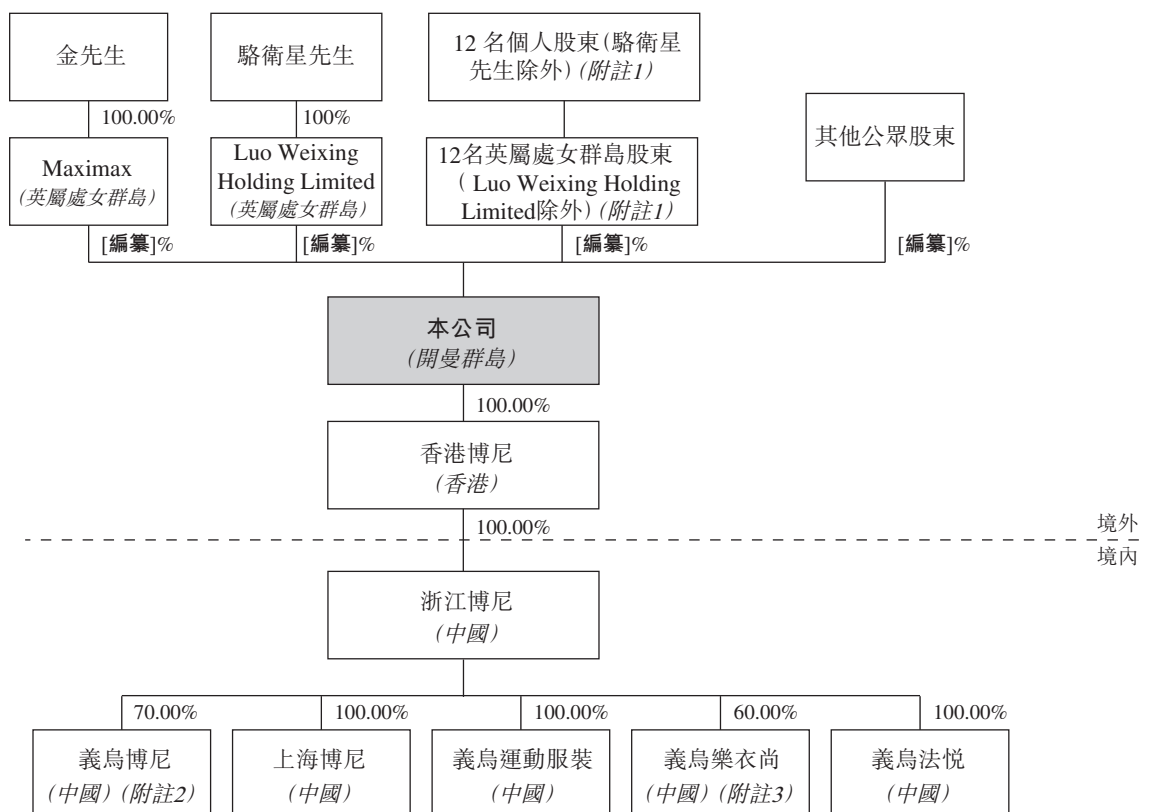 金先生
駱衛星先生
12 名個人股東(駱衛星
先生除外)(附註1)
100.00%
100%
其他公眾股東
Maximax
(英屬處女群島)
Luo Weixing
Holding Limited
(英屬處女群島)
12名英屬處女群島股東
( Luo Weixing Holding
Limited除外)(附註1)
[編纂]%
[編纂]%
[編纂]%
[編纂]%
本公司
(開曼群島)
100.00%
香港博尼
(香港)
100.00%
境外
境內
浙江博尼
(中國)
70.00%
100.00%
100.00%
60.00%
100.00%
義烏博尼
(中國)(附註2)
上海博尼
(中國)
義烏運動服裝
(中國)
義烏樂衣尚
(中國)(附註3)
義烏法悅
(中國)